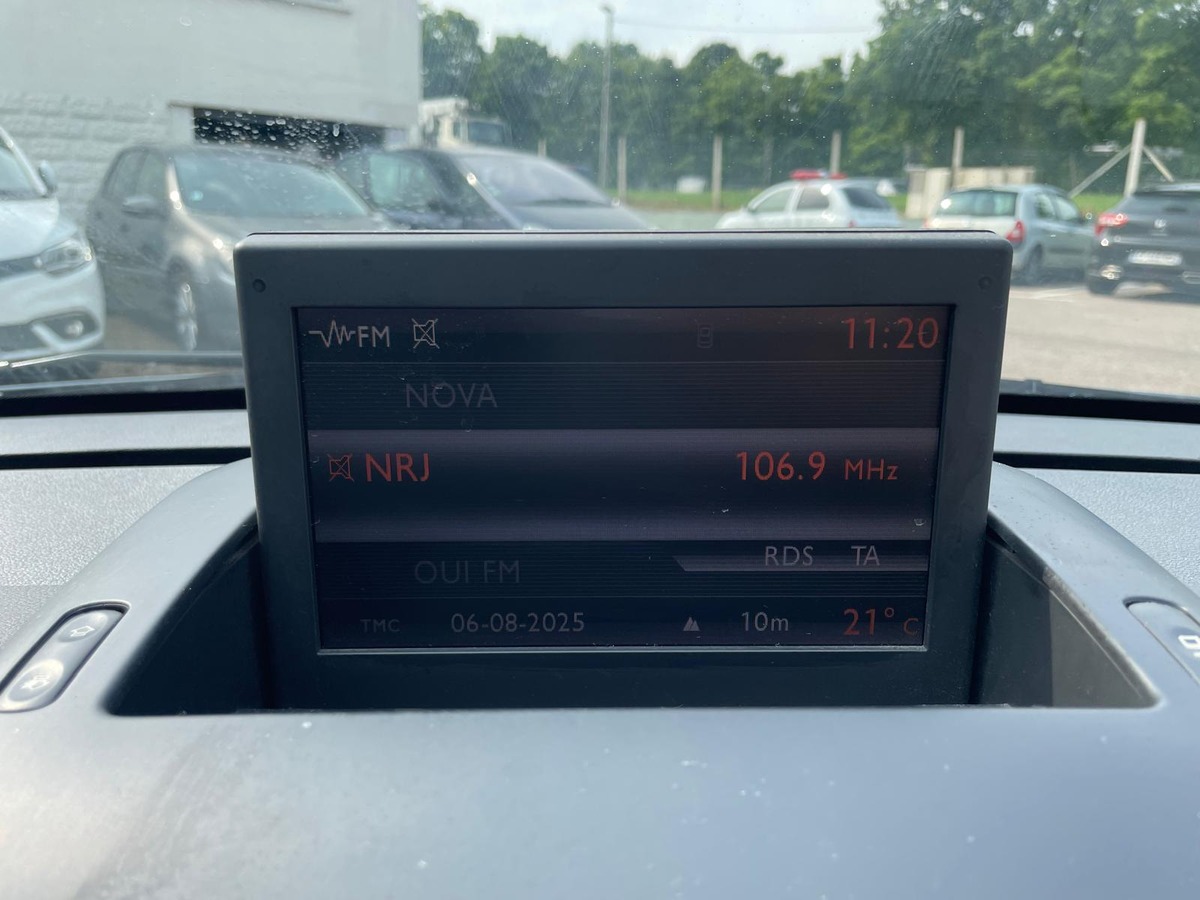 FM 11:20
NOVA
NRJ 106.9 MHz
RDS TA
OUI FM
TMC 06-08-2025 10m 21° C